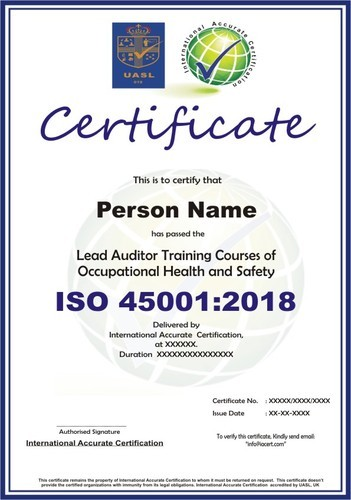 UASL
International Accurate Certification
Certificate
This is to certify that
Person Name
has passed the
Lead Auditor Training Courses of
Occupational Health and Safety
ISO 45001:2018
Delivered by
International Accurate Certification,
at XXXXXX.
Duration XXXXXXXXXXXXXXX
Certificate No. : XXXXX/XXXX/XXXX
Issue Date : XX-XX-XXXX
Authorised Signature
International Accurate Certification
To verify this certificate, Kindly send email:
"info@iacert.com"
This certificate remains the property of International Accurate Certification to whom it must be returned on request. This certificate doesn't
provide the certified organizations with immunity from its legal obligations. International Accurate Certification accredited by UASL, UK